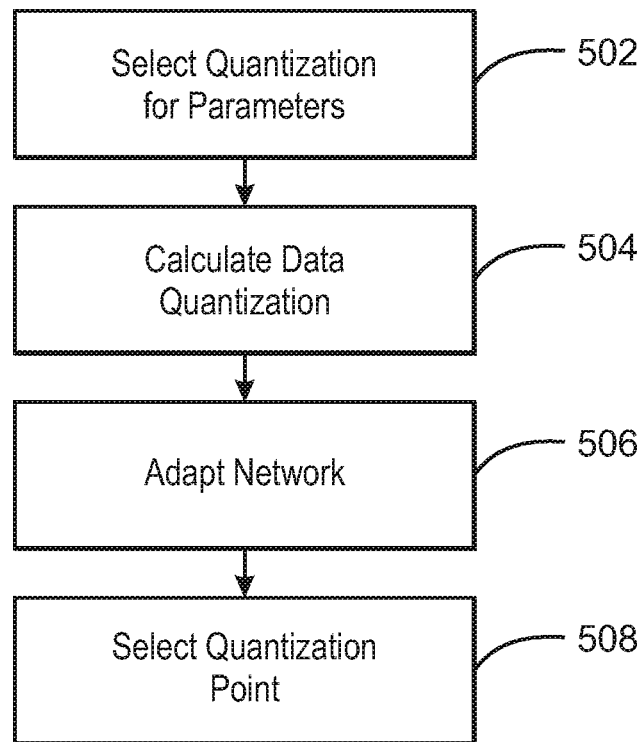 Select Quantization
for Parameters
502
Calculate Data
Quantization
504
Adapt Network
506
Select Quantization
Point
508